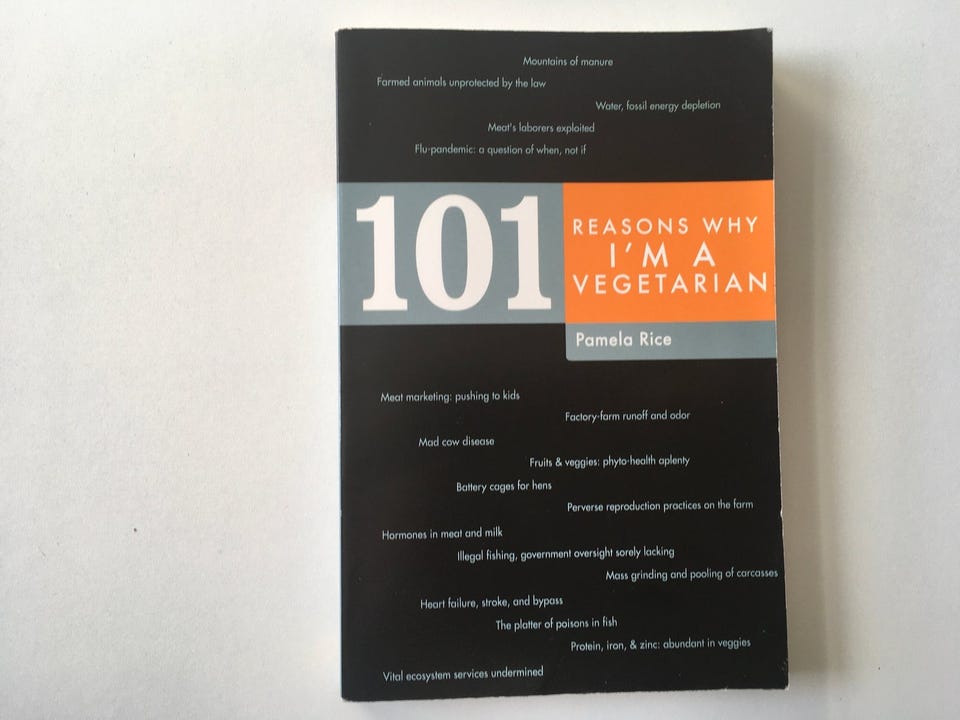 Mountains of manure
Farmed animals unprotected by the law
Water, fossil energy depletion
Meat's laborers exploited
Flu-pandemic: a question of when, not if
101
REASONS WHY
I'M A
VEGETARIAN
Pamela Rice
Meat marketing: pushing to kids
Factory-farm runoff and odor
Mad cow disease
Fruits & veggies: phyto-health aplenty
Battery cages for hens
Perverse reproduction practices on the farm
Hormones in meat and milk
Illegal fishing, government oversight sorely lacking
Mass grinding and pooling of carcasses
Heart failure, stroke, and bypass
The platter of poisons in fish
Protein, iron, & zinc: abundant in veggies
Vital ecosystem services undermined